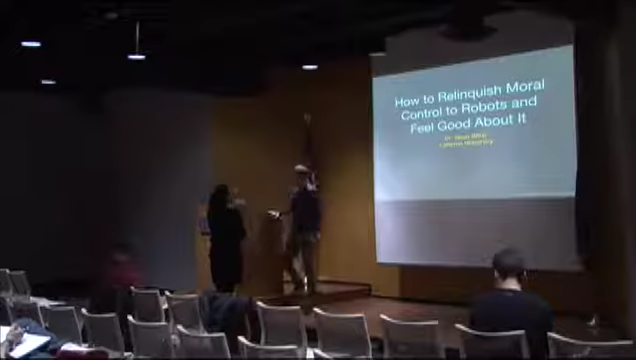 How to Relinquish Moral
Control to Robots and
Feel Good About It